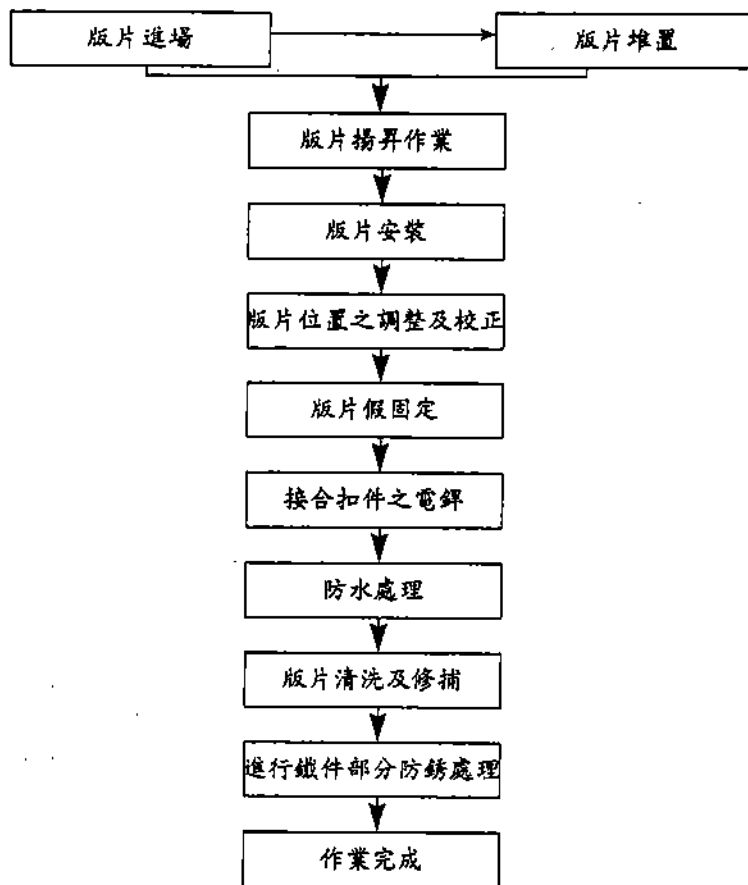 版片進場
版片堆置
版片揚昇作業
版片安裝
版片位置之調整及校正
版片假固定
接合扣件之電銲
防水處理
版片清洗及修捕
進行鐵件部分防銹處理
作業完成